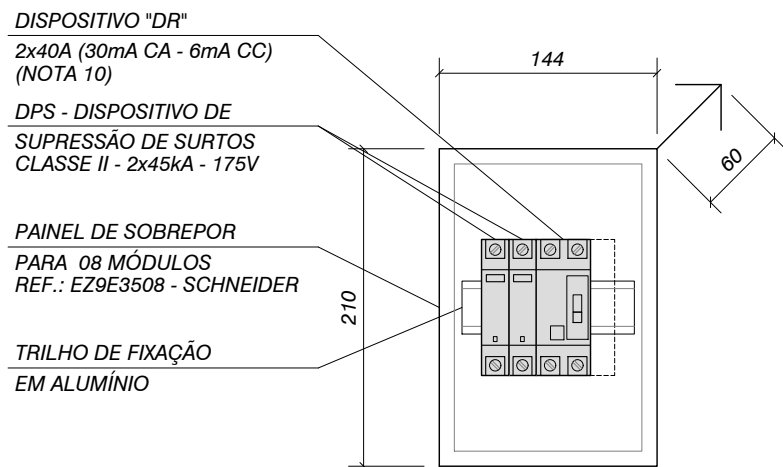 DISPOSITIVO "DR"
2x40A (30mA CA - 6mA CC)
(NOTA 10)
DPS - DISPOSITIVO DE
SUPRESSÃO DE SURTOS
CLASSE II - 2x45kA - 175V
PAINEL DE SOBREPOR
PARA 08 MÓDULOS
REF.: EZ9E3508 - SCHNEIDER
TRILHO DE FIXAÇÃO
EM ALUMÍNIO
144
60
210